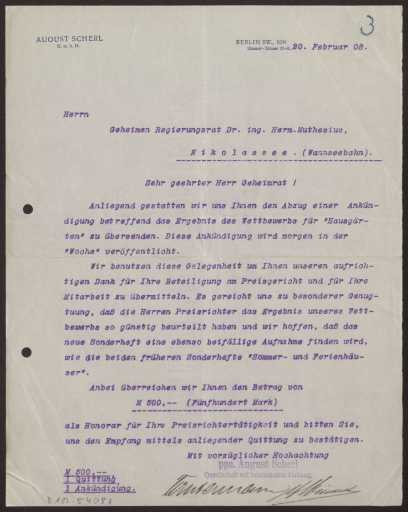 3
AUGUST SCHERL
G. m. b. H.
BERLIN SW., DEN
20. Februar 08.
Herrn
Geheimen Regierungsrat Dr. ing. Herm. Muthesius,
Nikolassee. (Wannseebahn).
Sehr geehrter Herr Geheimrat !
Anliegend gestatten wir uns Ihnen den Abzug einer Ankün-
digung betreffend das Ergebnis des Wettbewerbs für "Hausgär-
ten" zu übersenden. Diese Ankündigung wird morgen in der
"Woche" veröffentlicht.
Wir benutzen diese Gelegenheit um Ihnen unseren aufrich-
tigen Dank für Ihre Beteiligung am Preisgericht und für Ihre
Mitarbeit zu übermitteln. Es gereicht uns zu besonderer Genug-
tuung, daß die Herren Preisrichter das Ergebnis unseres Wett-
bewerbs so günstig beurteilt haben und wir hoffen, daß das
neue Sonderheft eine ebenso beifällige Aufnahme finden wird,
wie die beiden früheren Sonderhefte "Sommer- und Ferienhäu-
ser".
Anbei überreichen wir Ihnen den Betrag von
M 500,-- (Fünfhundert Mark)
als Honorar für Ihre Preisrichtertätigkeit und bitten Sie,
uns den Empfang mittels anliegender Quittung zu bestätigen.
Mit vorzüglicher Hochachtung
ppa. August Scherl
Gesellschaft mit beschränkter Haftung.
M 500,--
1 Quittung
1 Ankündigung.